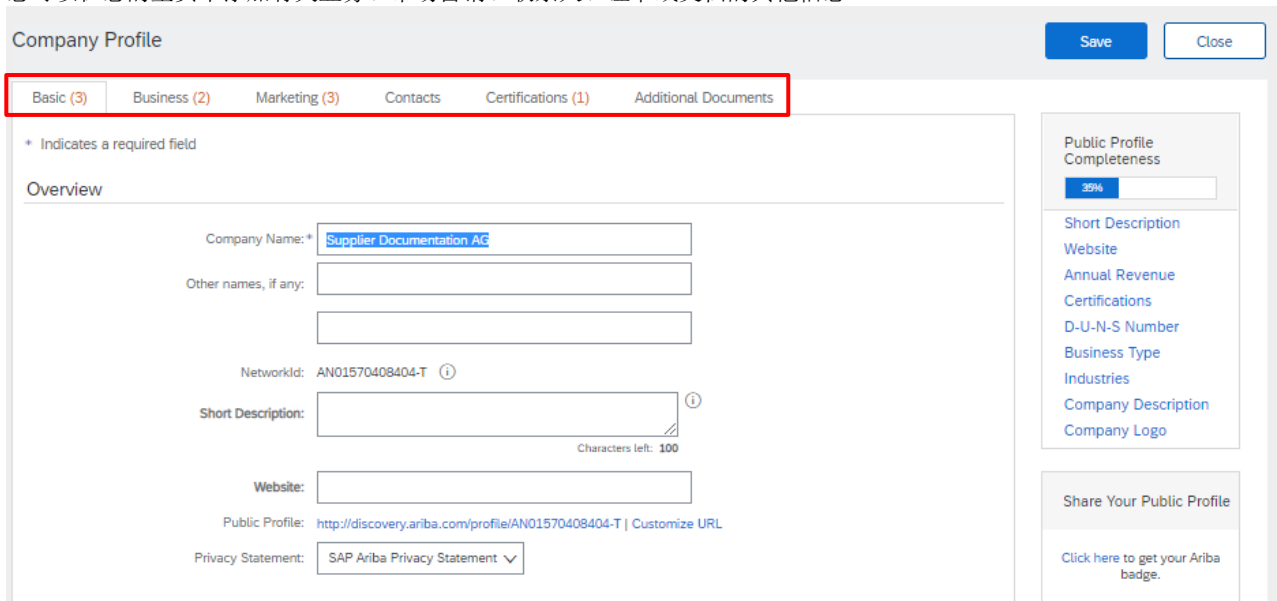 Company Profile
Save
Close
Basic (3)
Business (2)
Marketing (3)
Contacts
Certifications (1)
Additional Documents
* Indicates a required field
Overview
Company Name:*
Supplier Documentation AG
Other names, if any:
NetworkId:
AN01570408404-T
Short Description:
Characters left: 100
Website:
Public Profile:
http://discovery.ariba.com/profile/AN01570408404-T | Customize URL
Privacy Statement:
SAP Ariba Privacy Statement
Public Profile
Completeness
35%
Short Description
Website
Annual Revenue
Certifications
D-U-N-S Number
Business Type
Industries
Company Description
Company Logo
Share Your Public Profile
Click here to get your Ariba
badge.